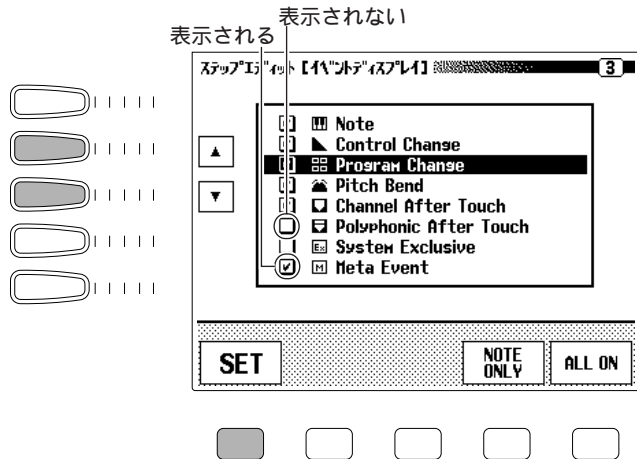 表示されない
表示される
ステップエディット【イベントディスプレイ】 3
Note
Control Change
Program Change
Pitch Bend
Channel After Touch
Polyphonic After Touch
Ex System Exclusive
M Meta Event
SET
NOTE
ONLY
ALL ON